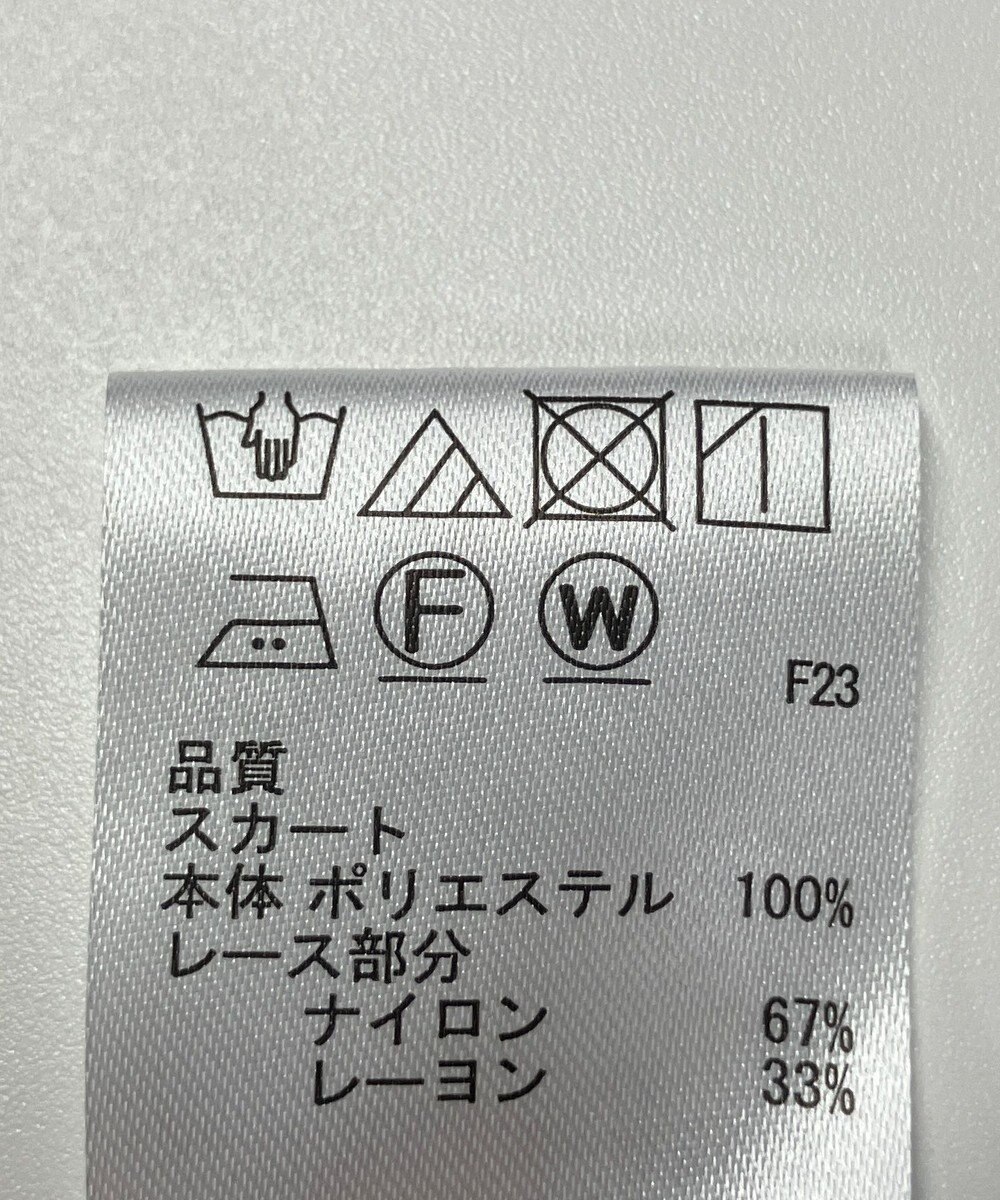 F
W
F23
品質
スカート
本体 ポリエステル 100%
レース部分
ナイロン 67%
レーヨン 33%